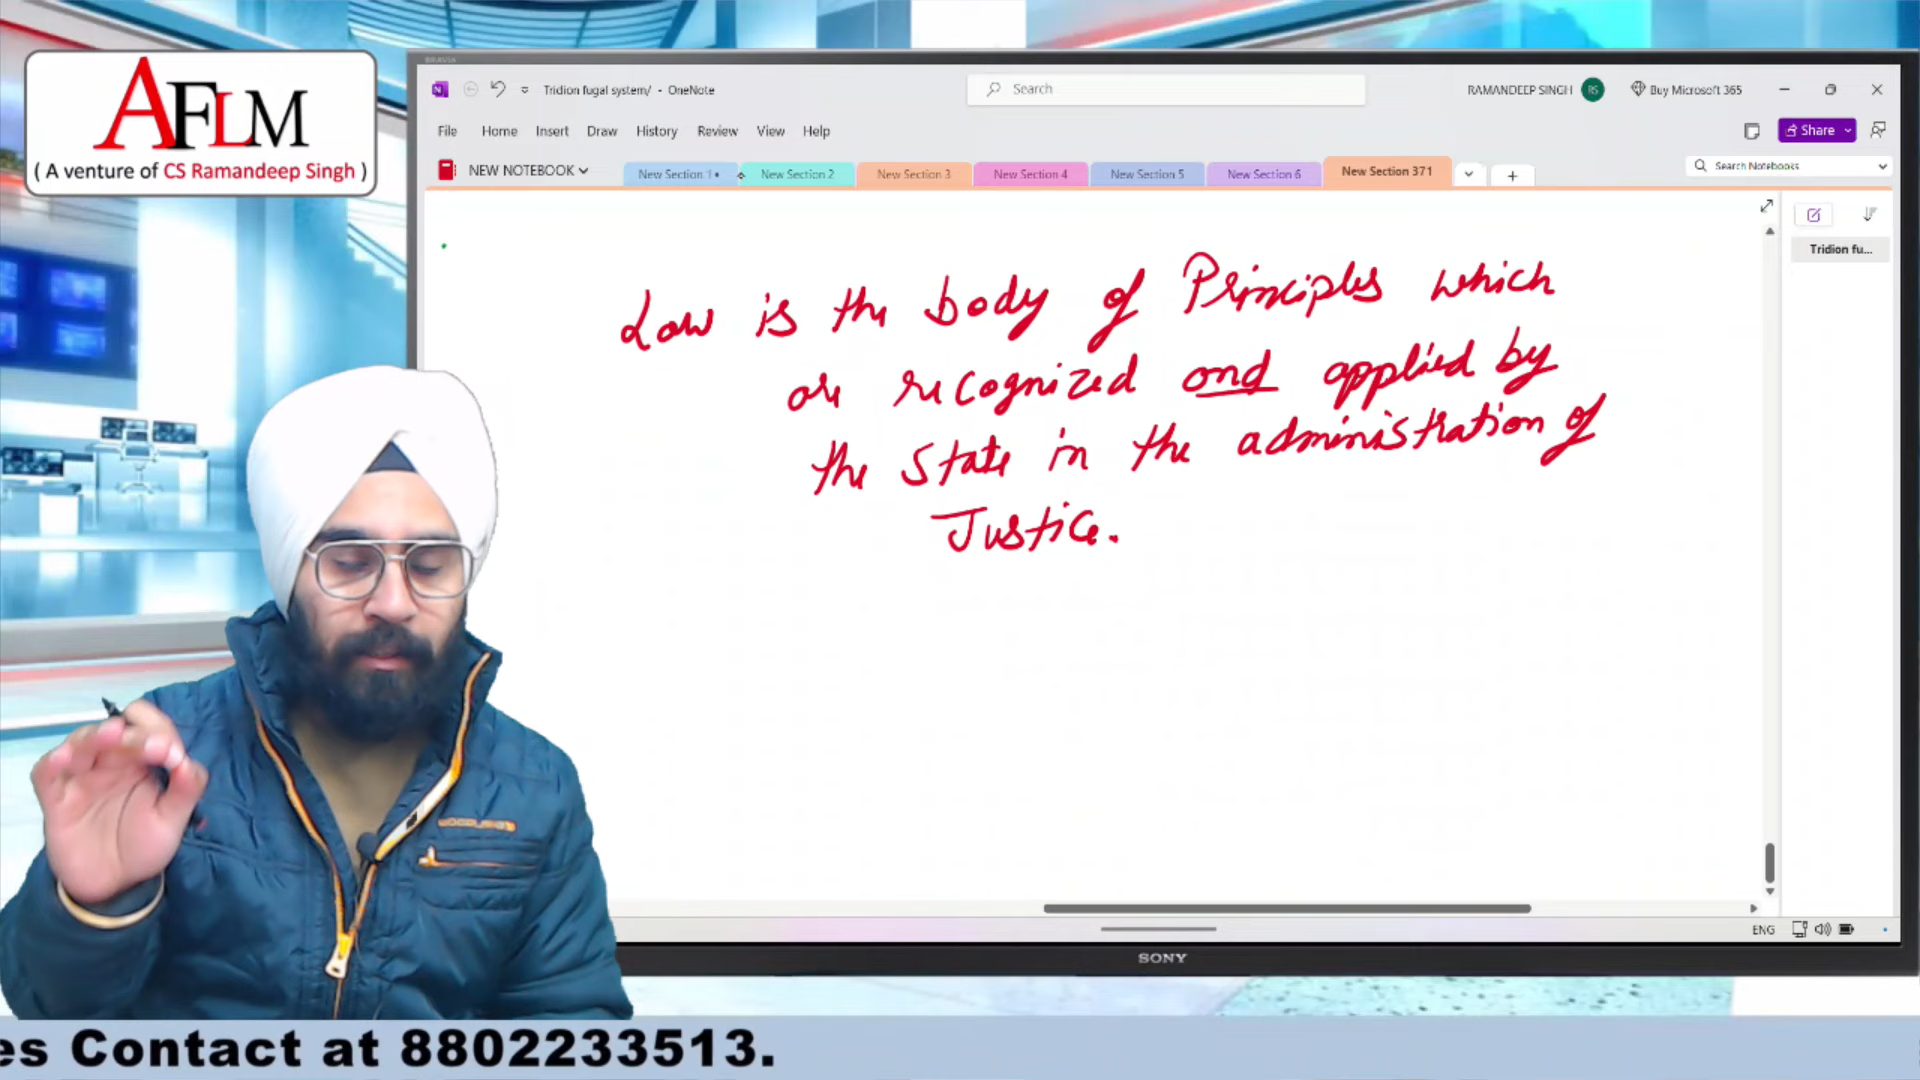 AFLM
( A venture of CS Ramandeep Singh )
BRAVIA
Tridion fugal system/ - OneNote
Search
RAMANDEEP SINGH RS
Buy Microsoft 365
File Home Insert Draw History Review View Help
Share
NEW NOTEBOOK
New Section 1
New Section 2
New Section 3
New Section 4
New Section 5
New Section 6
New Section 371
Search Notebooks
Tridion fu...
Law is the body of Principles which
are recognized and applied by
the State in the administration of
Justice.
ENG
SONY
es Contact at 8802233513.